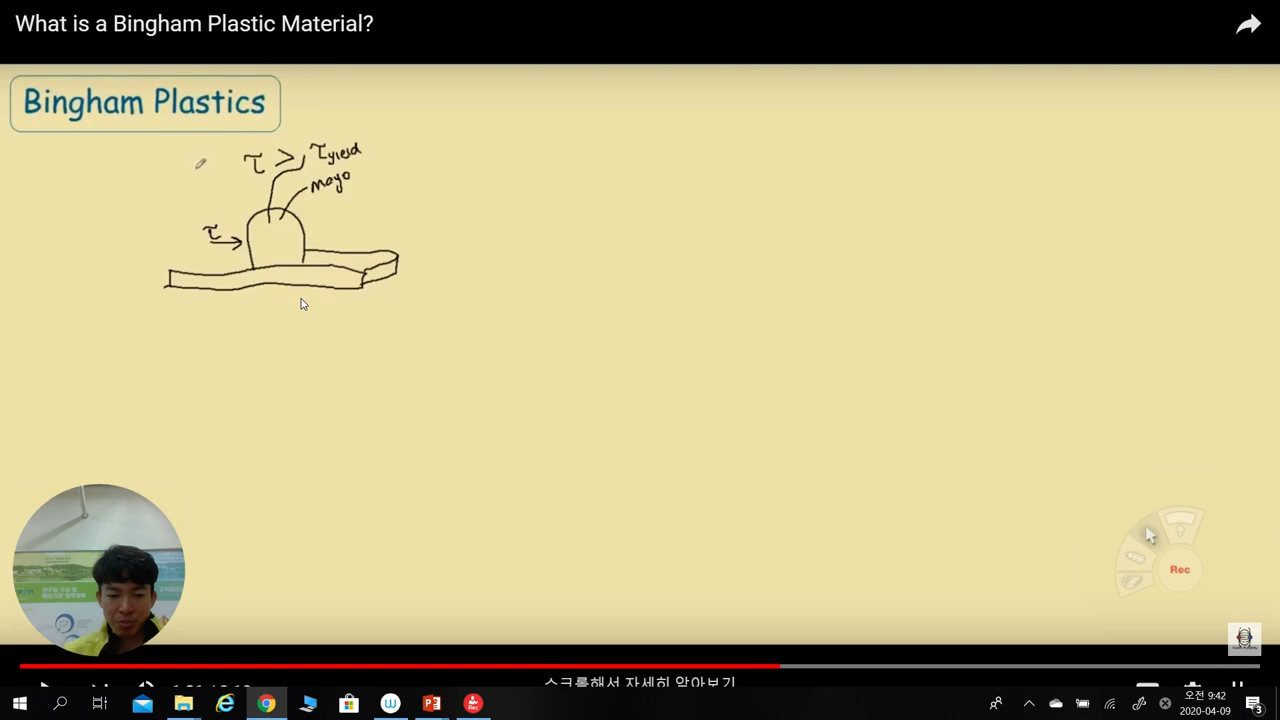 What is a Bingham Plastic Material?
Bingham Plastics
τ > τyield
mayo
τ
Rec
스크롤해서 자세히 알아보기
오전 9:42
2020-04-09
3